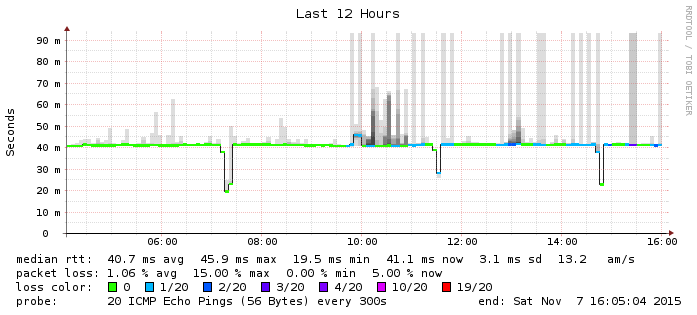 Last 12 Hours
RRDTOOL / TOBI OETIKER
Seconds
90 m
80 m
70 m
60 m
50 m
40 m
30 m
20 m
10 m
0
06:00 08:00 10:00 12:00 14:00 16:00
median rtt: 40.7 ms avg 45.9 ms max 19.5 ms min 41.1 ms now 3.1 ms sd 13.2 am/s
packet loss: 1.06 % avg 15.00 % max 0.00 % min 5.00 % now
loss color: 0 1/20 2/20 3/20 4/20 10/20 19/20
probe: 20 ICMP Echo Pings (56 Bytes) every 300s end: Sat Nov 7 16:05:04 2015